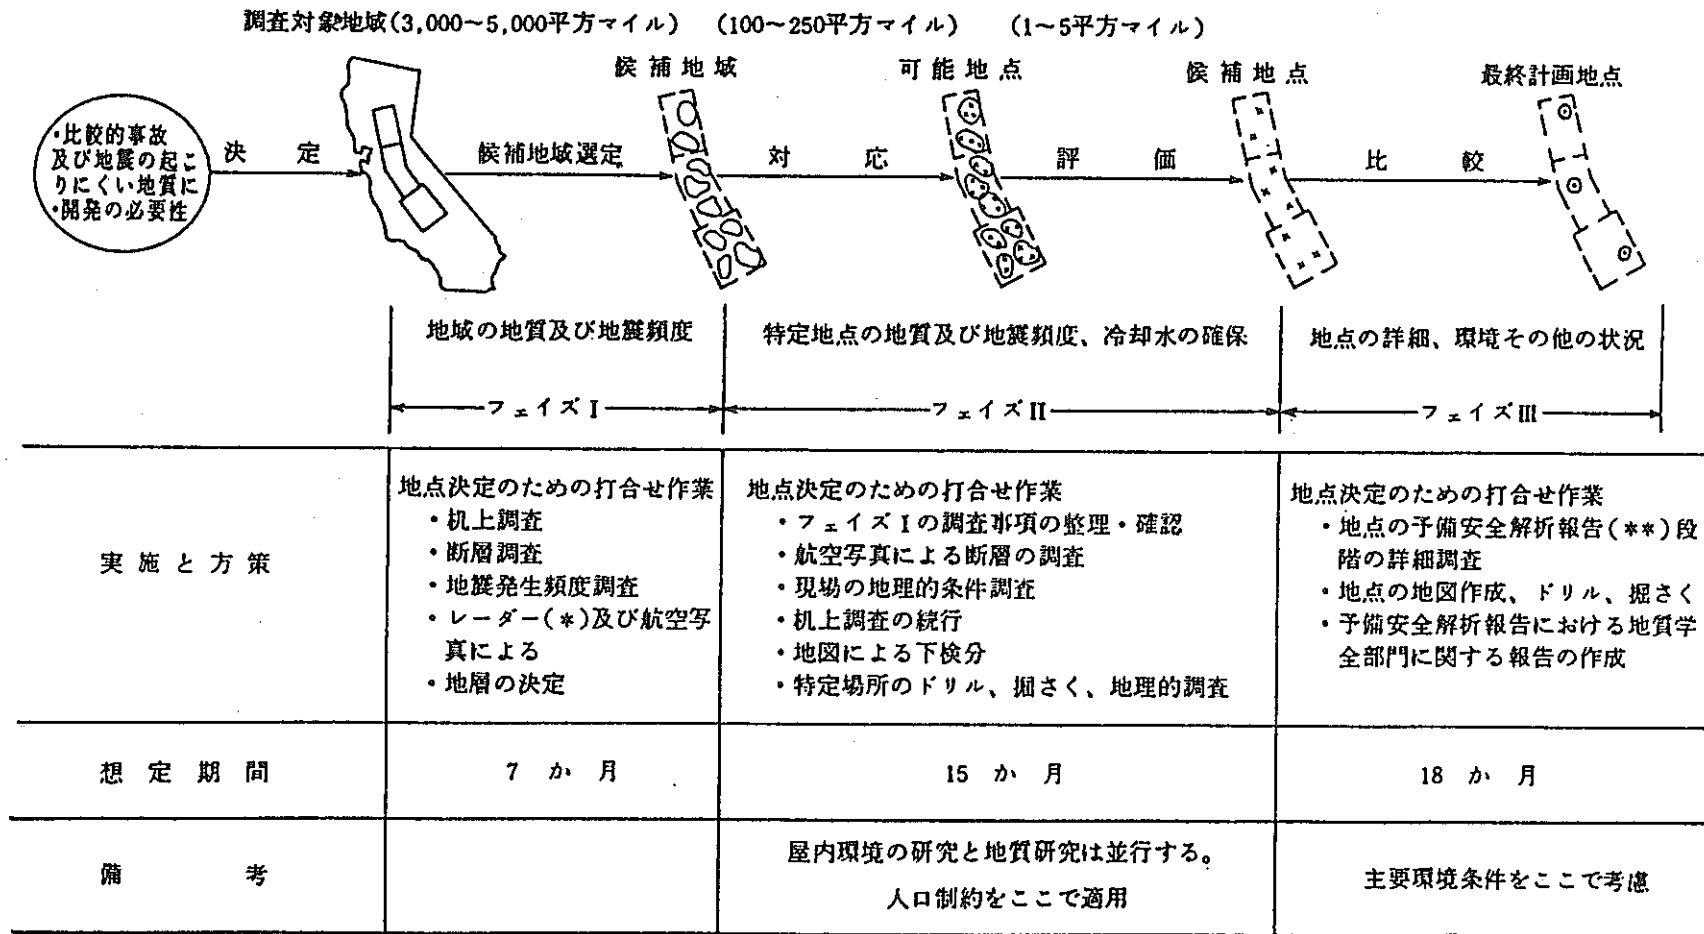 調査対象地域(3,000〜5,000平方マイル) (100〜250平方マイル) (1〜5平方マイル)
候補地域 可能地点 候補地点 最終計画地点
・比較的事故
及び地震の起こ
りにくい地質に
・開発の必要性
決定 候補地域選定 対応 評価 比較
地域の地質及び地震頻度 特定地点の地質及び地震頻度、冷却水の確保 地点の詳細、環境その他の状況
フェイズI フェイズII フェイズIII
実施と方策
地点決定のための打合せ作業
・机上調査
・断層調査
・地震発生頻度調査
・レーダー(*)及び航空写
真による
・地層の決定
地点決定のための打合せ作業
・フェイズIの調査事項の整理・確認
・航空写真による断層の調査
・現場の地理的条件調査
・机上調査の続行
・地図による下検分
・特定場所のドリル、掘さく、地理的調査
地点決定のための打合せ作業
・地点の予備安全解析報告(**)段
階の詳細調査
・地点の地図作成、ドリル、掘さく
・予備安全解析報告における地質学
全部門に関する報告の作成
想定期間 7か月 15か月 18か月
備考
屋内環境の研究と地質研究は並行する。
人口制約をここで適用
主要環境条件をここで考慮